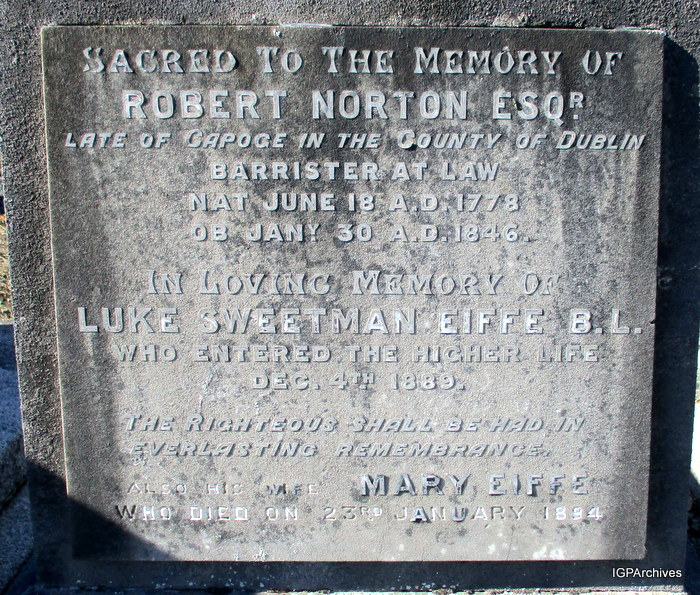 SACRED TO THE MEMORY OF
ROBERT NORTON ESQR
LATE OF CAPOGE IN THE COUNTY OF DUBLIN
BARRISTER AT LAW
NAT JUNE 18 A.D. 1778
OB JANY 30 A.D. 1846.
IN LOVING MEMORY OF
LUKE SWEETMAN EIFFE B.L.
WHO ENTERED THE HIGHER LIFE
DEC. 4TH 1889.
THE RIGHTEOUS SHALL BE HAD IN
EVERLASTING REMEMBRANCE.
ALSO HIS WIFE MARY EIFFE
WHO DIED ON 23RD JANUARY 1894
IGPArchives